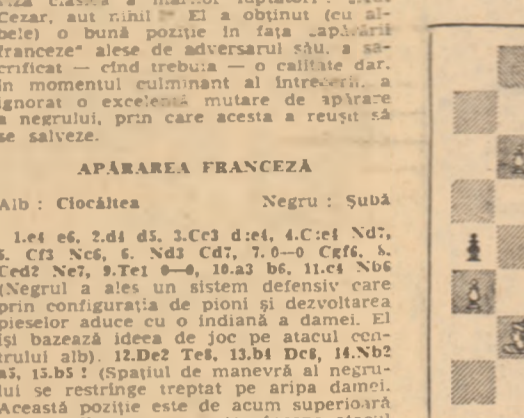 Cezar, aut nihil" El a obținut (cu al-
bele) o bună poziție în fața „apărării
franceze" alese de adversarul său, a sa-
crificat — cînd trebuia — o calitate dar,
în momentul culminant al întrecerii, a
ignorat o excelentă mutare de apărare
a negrului, prin care acesta a reușit să
se salveze.
APĂRAREA FRANCEZĂ
Alb : Ciocâltea Negru : Șubă
1.e4 e6, 2.d4 d5, 3.Cc3 d:e4, 4.C:e4 Nd7,
5. Cf3 Nc6, 6. Nd3 Cd7, 7. 0—0 Cgf6, 8.
Ced2 Ne7, 9.Te1 0—0, 10.a3 b6, 11.c4 Nb6
(Negrul a ales un sistem defensiv care
prin configurația de pioni și dezvoltarea
pieselor aduce cu o indiană a damei. El
își bazează ideea de joc pe atacul cen-
trului alb). 12.De2 Te8, 13.b4 Dc8, 14.Nb2
a5, 15.b5 ! (Spațiul de manevră al negru-
lui se restrînge treptat pe aripa damei.
Această poziție este de acum superioară